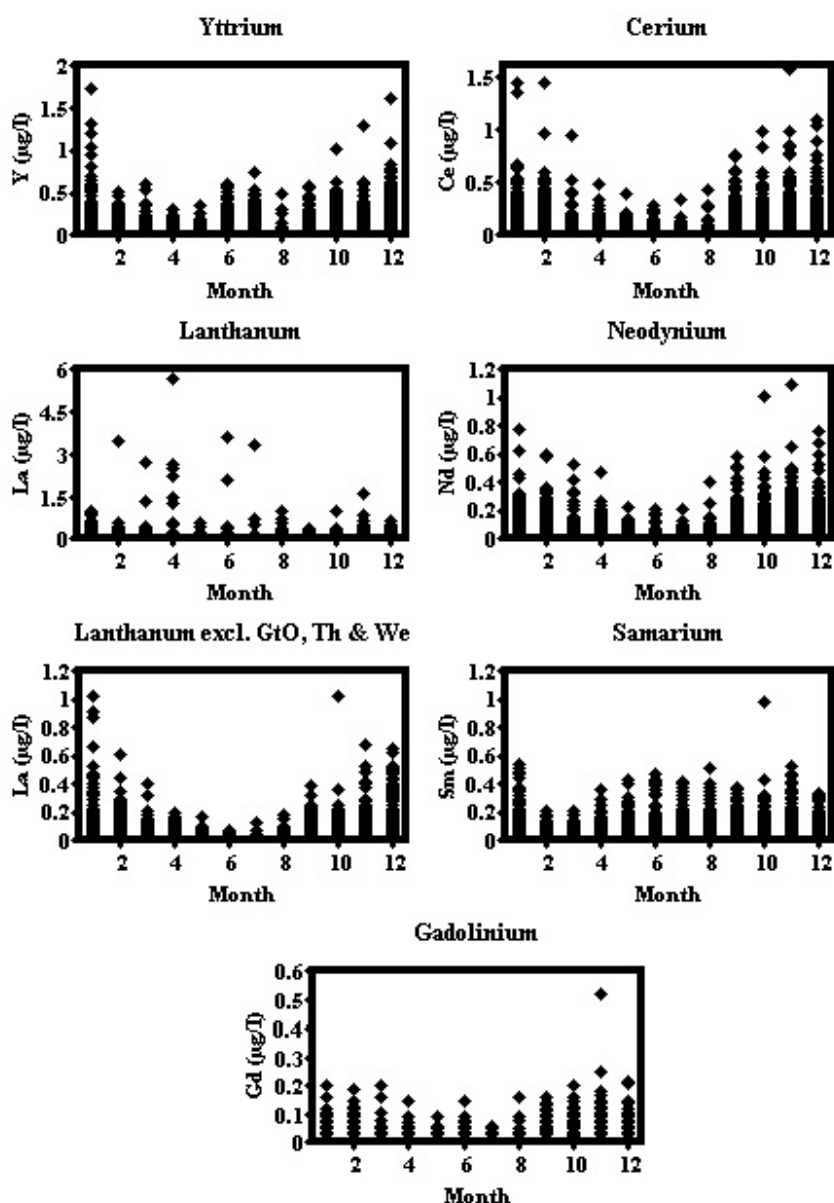 Yttrium
2
1.5
1
0.5
0
Y (µg/l)
2 4 6 8 10 12
Month
Cerium
1.5
1
0.5
0
Ce (µg/l)
2 4 6 8 10 12
Month
Lanthanum
6
4.5
3
1.5
0
La (µg/l)
2 4 6 8 10 12
Month
Neodynium
1.2
1
0.8
0.6
0.4
0.2
0
Nd (µg/l)
2 4 6 8 10 12
Month
Lanthanum excl. GtO, Th & We
1.2
1
0.8
0.6
0.4
0.2
0
La (µg/l)
2 4 6 8 10 12
Month
Samarium
1.2
1
0.8
0.6
0.4
0.2
0
Sm (µg/l)
2 4 6 8 10 12
Month
Gadolinium
0.6
0.5
0.4
0.3
0.2
0.1
0
Gd (µg/l)
2 4 6 8 10 12
Month